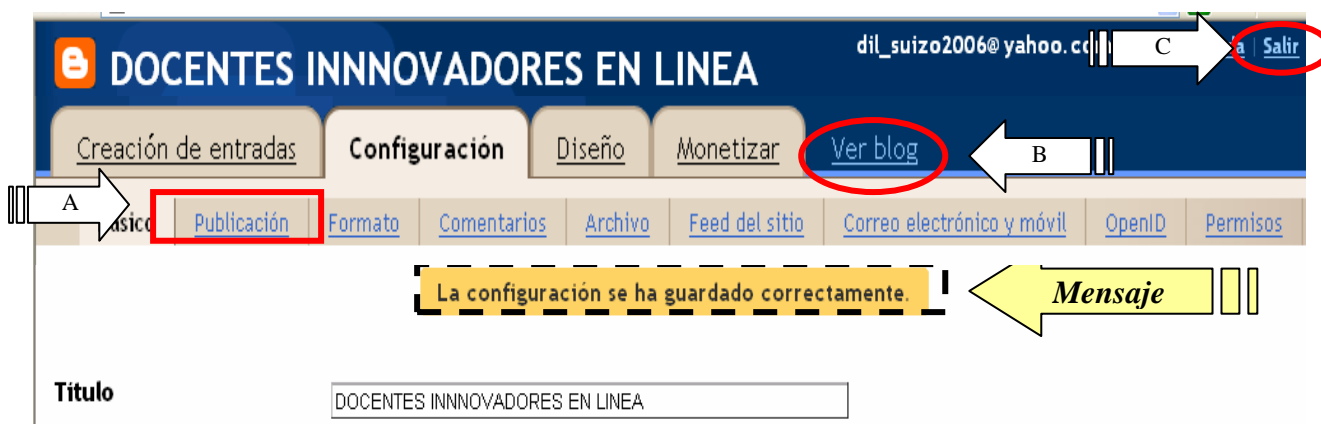 dil_suizo2006@yahoo.c C Salir
DOCENTES INNNOVADORES EN LINEA
Creación de entradas Configuración Diseño Monetizar Ver blog B
A Publicación Formato Comentarios Archivo Feed del sitio Correo electrónico y móvil OpenID Permisos
La configuración se ha guardado correctamente. Mensaje
Título DOCENTES INNNOVADORES EN LINEA